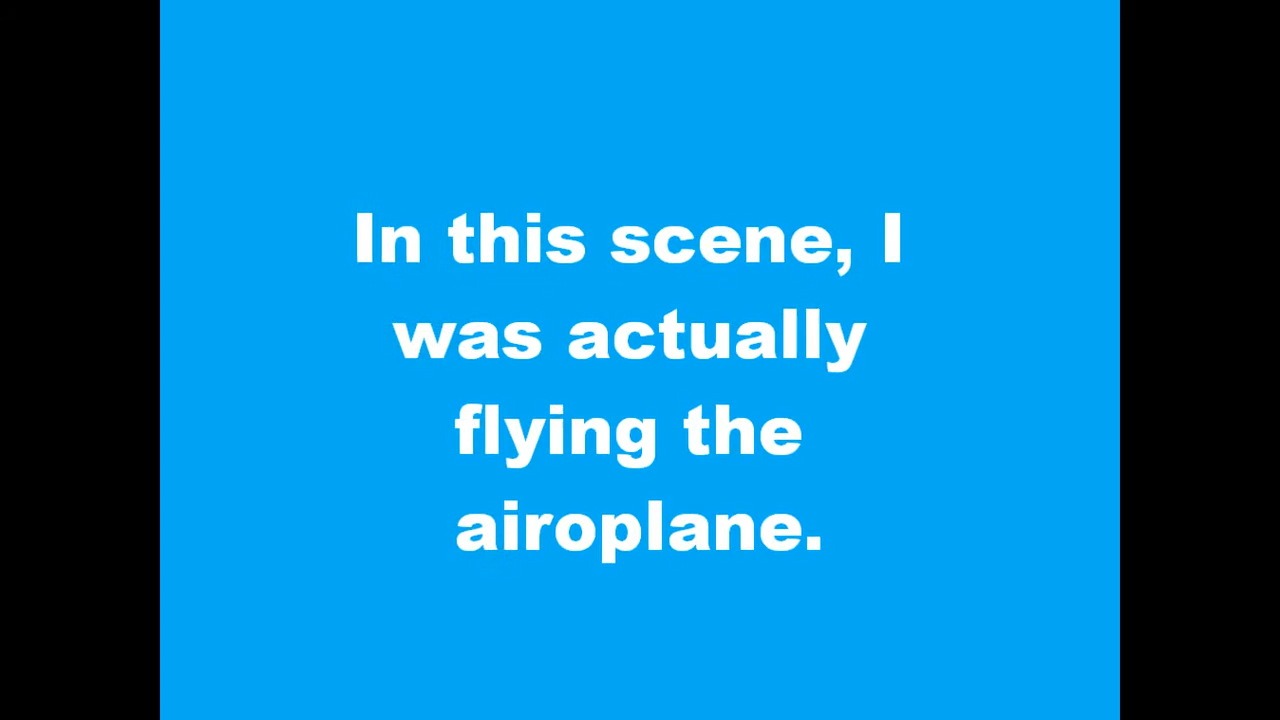 In this scene, I
was actually
flying the
airoplane.